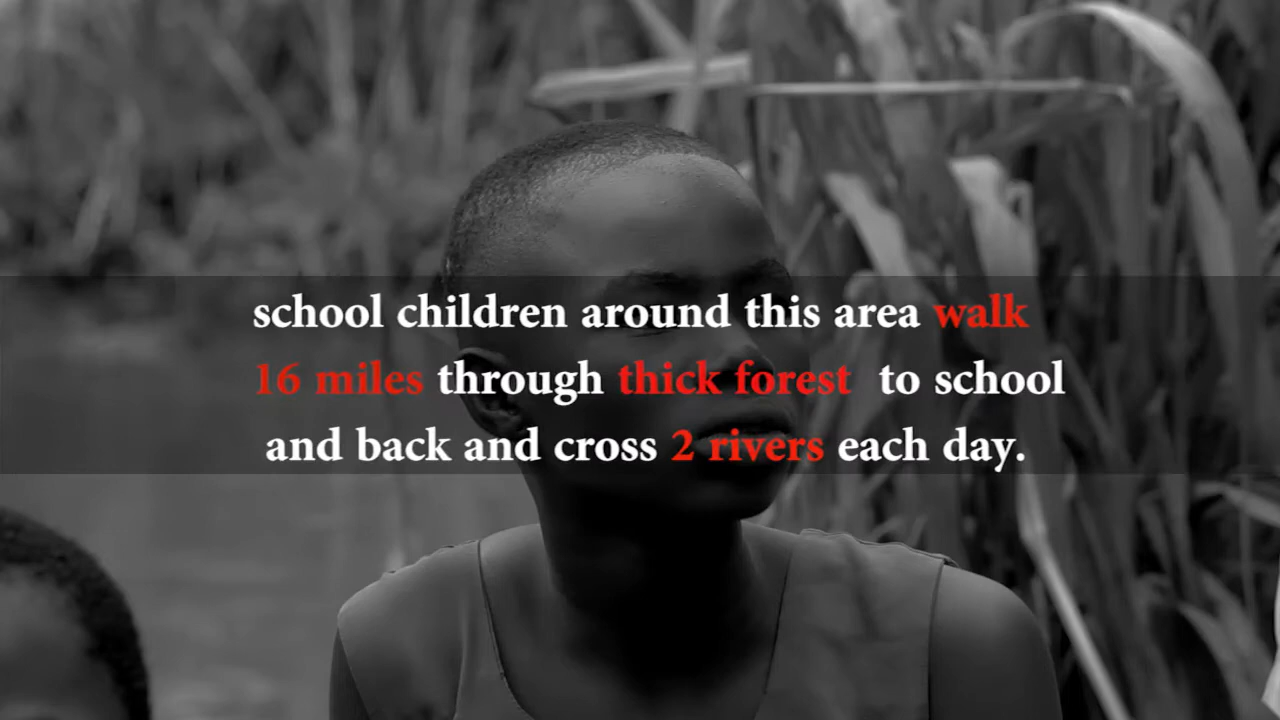 school children around this area walk
16 miles through thick forest to school
and back and cross 2 rivers each day.